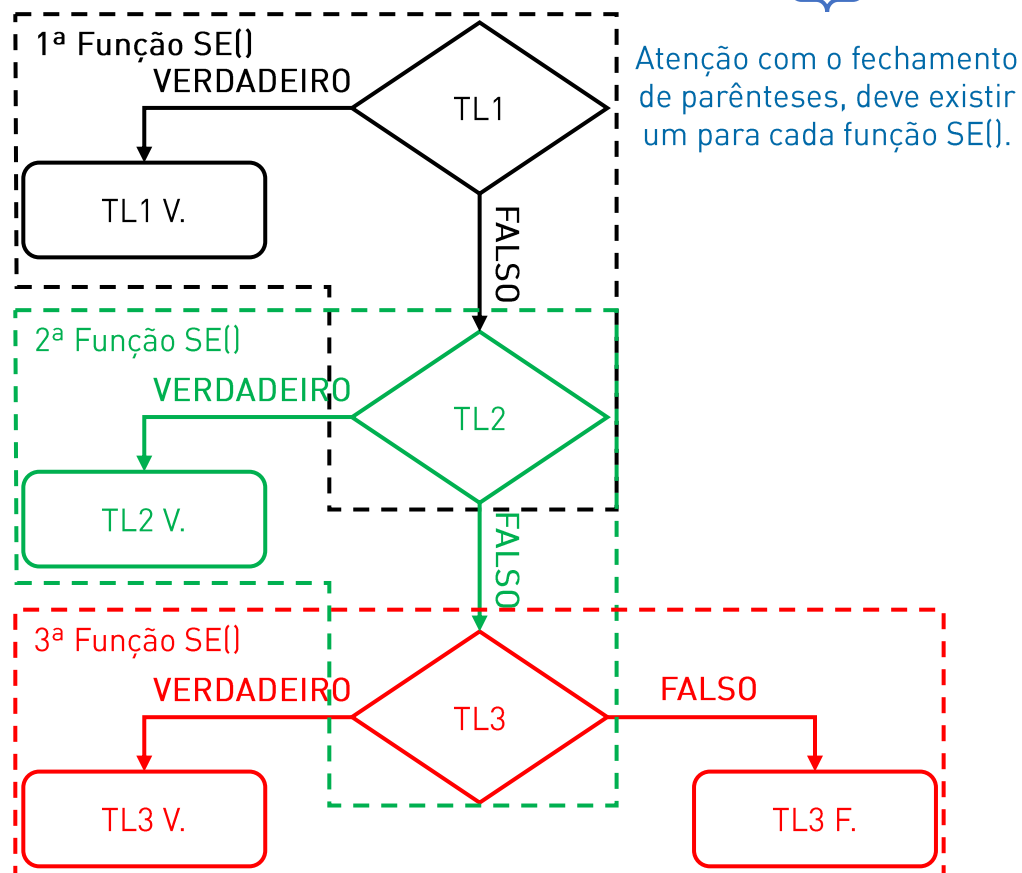 1ª Função SE()
VERDADEIRO
TL1
TL1 V.
FALSO
Atenção com o fechamento
de parênteses, deve existir
um para cada função SE().
2ª Função SE()
VERDADEIRO
TL2
TL2 V.
FALSO
3ª Função SE()
VERDADEIRO
TL3
FALSO
TL3 V.
TL3 F.